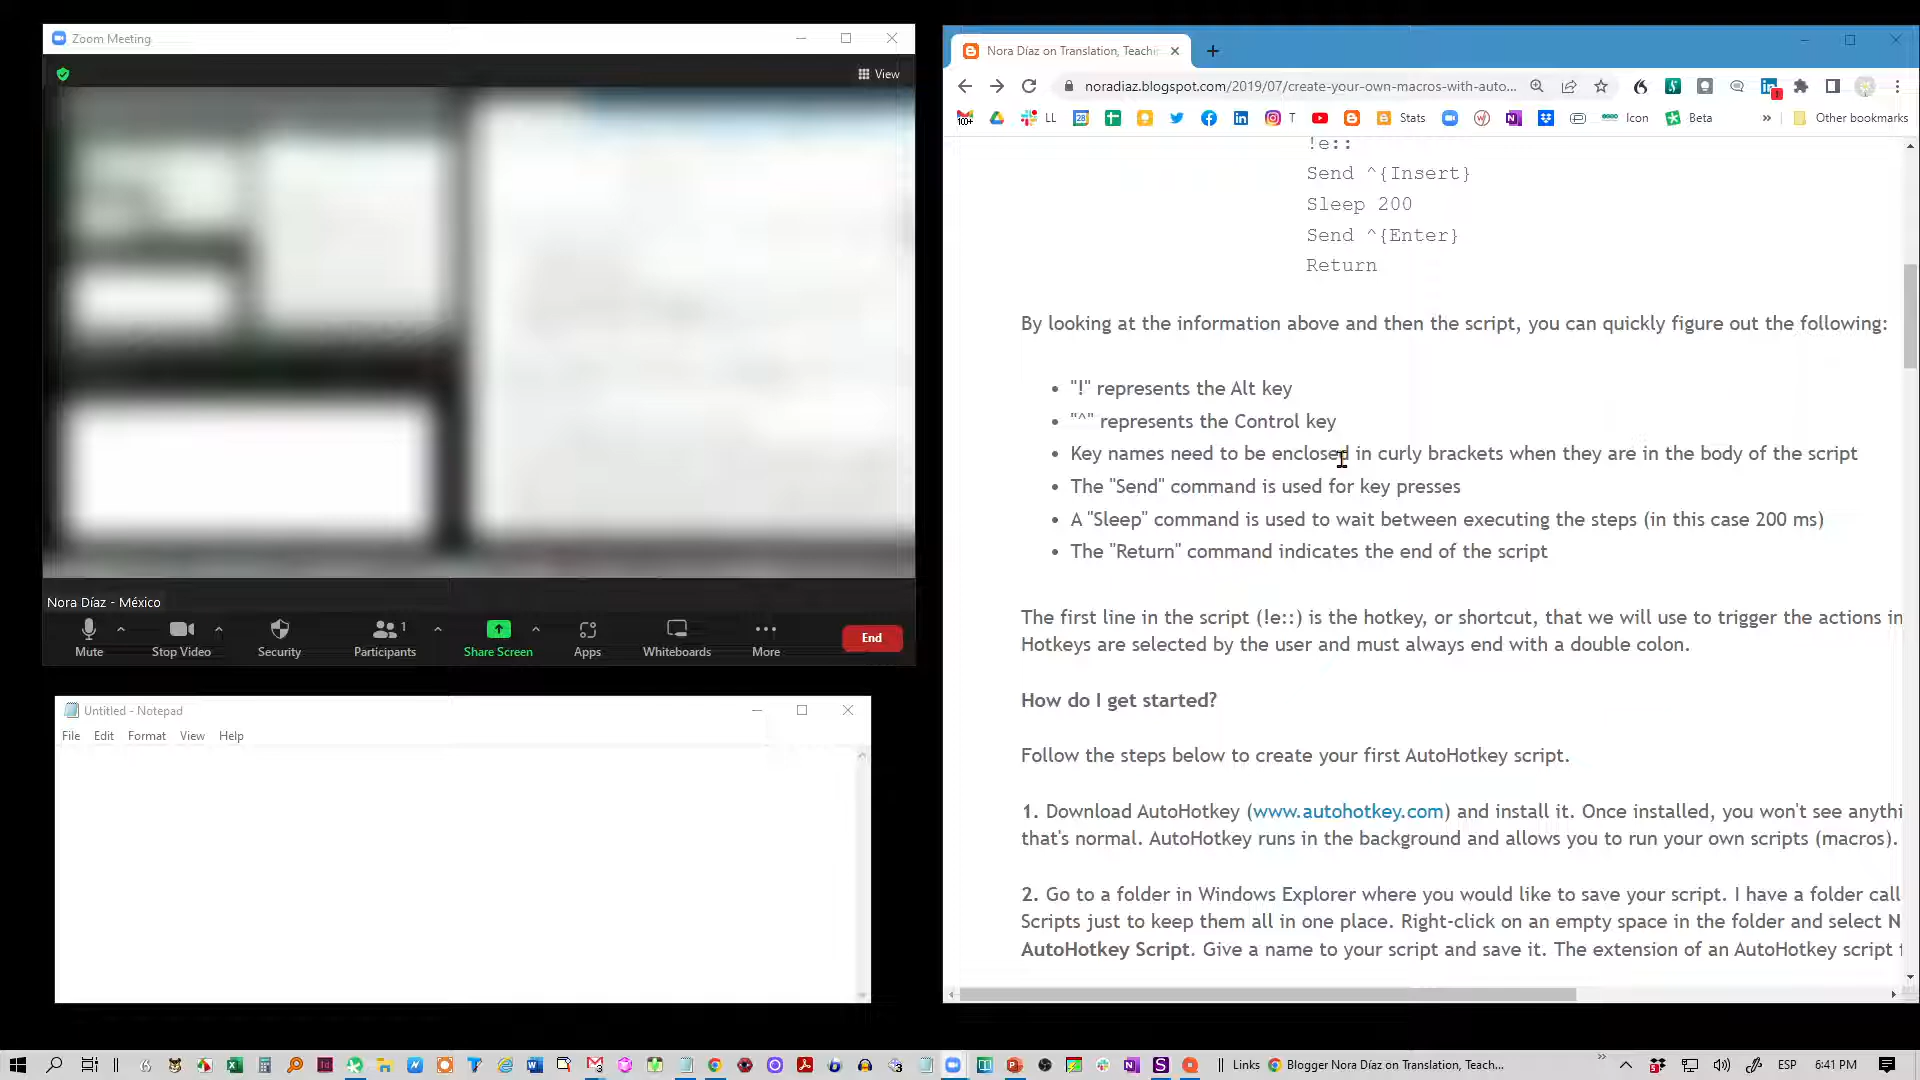 Zoom Meeting
View
Nora Díaz - México
Mute
Stop Video
Security
Participants
1
Share Screen
Apps
Whiteboards
More
End
Untitled - Notepad
File Edit Format View Help
Nora Díaz on Translation, Teachi
noradiaz.blogspot.com/2019/07/create-your-own-macros-with-auto...
LL
T
Stats
Icon
Beta
»
Other bookmarks
!e::
Send ^{Insert}
Sleep 200
Send ^{Enter}
Return
By looking at the information above and then the script, you can quickly figure out the following:
• "!" represents the Alt key
• "^" represents the Control key
• Key names need to be enclosed in curly brackets when they are in the body of the script
• The "Send" command is used for key presses
• A "Sleep" command is used to wait between executing the steps (in this case 200 ms)
• The "Return" command indicates the end of the script
The first line in the script (!e::) is the hotkey, or shortcut, that we will use to trigger the actions in
Hotkeys are selected by the user and must always end with a double colon.
How do I get started?
Follow the steps below to create your first AutoHotkey script.
1. Download AutoHotkey (www.autohotkey.com) and install it. Once installed, you won't see anythi
that's normal. AutoHotkey runs in the background and allows you to run your own scripts (macros).
2. Go to a folder in Windows Explorer where you would like to save your script. I have a folder call
Scripts just to keep them all in one place. Right-click on an empty space in the folder and select N
AutoHotkey Script. Give a name to your script and save it. The extension of an AutoHotkey script f
Links
Blogger Nora Díaz on Translation, Teach...
ESP
6:41 PM